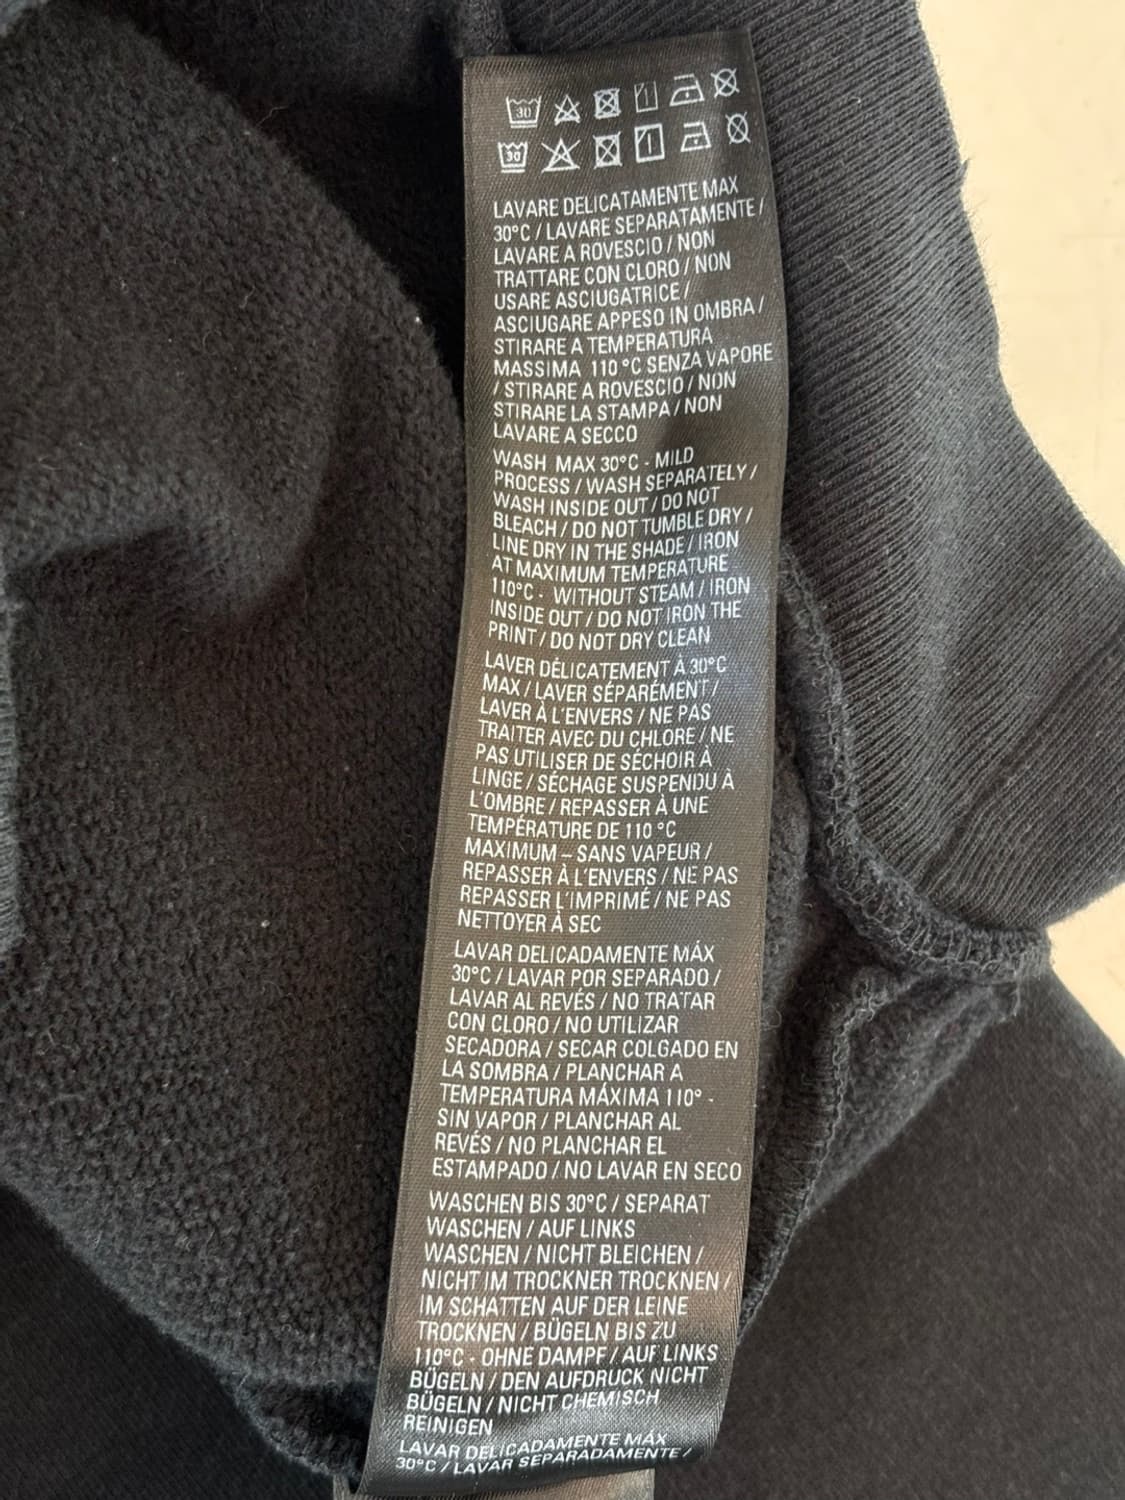 30
30
LAVARE DELICATAMENTE MAX
30°C / LAVARE SEPARATAMENTE /
LAVARE A ROVESCIO / NON
TRATTARE CON CLORO / NON
USARE ASCIUGATRICE /
ASCIUGARE APPESO IN OMBRA /
STIRARE A TEMPERATURA
MASSIMA 110 °C SENZA VAPORE
/ STIRARE A ROVESCIO / NON
STIRARE LA STAMPA / NON
LAVARE A SECCO
WASH MAX 30°C - MILD
PROCESS / WASH SEPARATELY /
WASH INSIDE OUT / DO NOT
BLEACH / DO NOT TUMBLE DRY /
LINE DRY IN THE SHADE / IRON
AT MAXIMUM TEMPERATURE
110°C - WITHOUT STEAM / IRON
INSIDE OUT / DO NOT IRON THE
PRINT / DO NOT DRY CLEAN
LAVER DÉLICATEMENT À 30°C
MAX / LAVER SÉPARÉMENT /
LAVER À L'ENVERS / NE PAS
TRAITER AVEC DU CHLORE / NE
PAS UTILISER DE SÉCHOIR À
LINGE / SÉCHAGE SUSPENDU À
L'OMBRE / REPASSER À UNE
TEMPÉRATURE DE 110 °C
MAXIMUM – SANS VAPEUR /
REPASSER À L'ENVERS / NE PAS
REPASSER L'IMPRIMÉ / NE PAS
NETTOYER À SEC
LAVAR DELICADAMENTE MÁX
30°C / LAVAR POR SEPARADO /
LAVAR AL REVÉS / NO TRATAR
CON CLORO / NO UTILIZAR
SECADORA / SECAR COLGADO EN
LA SOMBRA / PLANCHAR A
TEMPERATURA MÁXIMA 110° -
SIN VAPOR / PLANCHAR AL
REVÉS / NO PLANCHAR EL
ESTAMPADO / NO LAVAR EN SECO
WASCHEN BIS 30°C / SEPARAT
WASCHEN / AUF LINKS
WASCHEN / NICHT BLEICHEN /
NICHT IM TROCKNER TROCKNEN /
IM SCHATTEN AUF DER LEINE
TROCKNEN / BÜGELN BIS ZU
110°C - OHNE DAMPF / AUF LINKS
BÜGELN / DEN AUFDRUCK NICHT
BÜGELN / NICHT CHEMISCH
REINIGEN
LAVAR DELICADAMENTE MÁX
30°C / LAVAR SEPARADAMENTE /